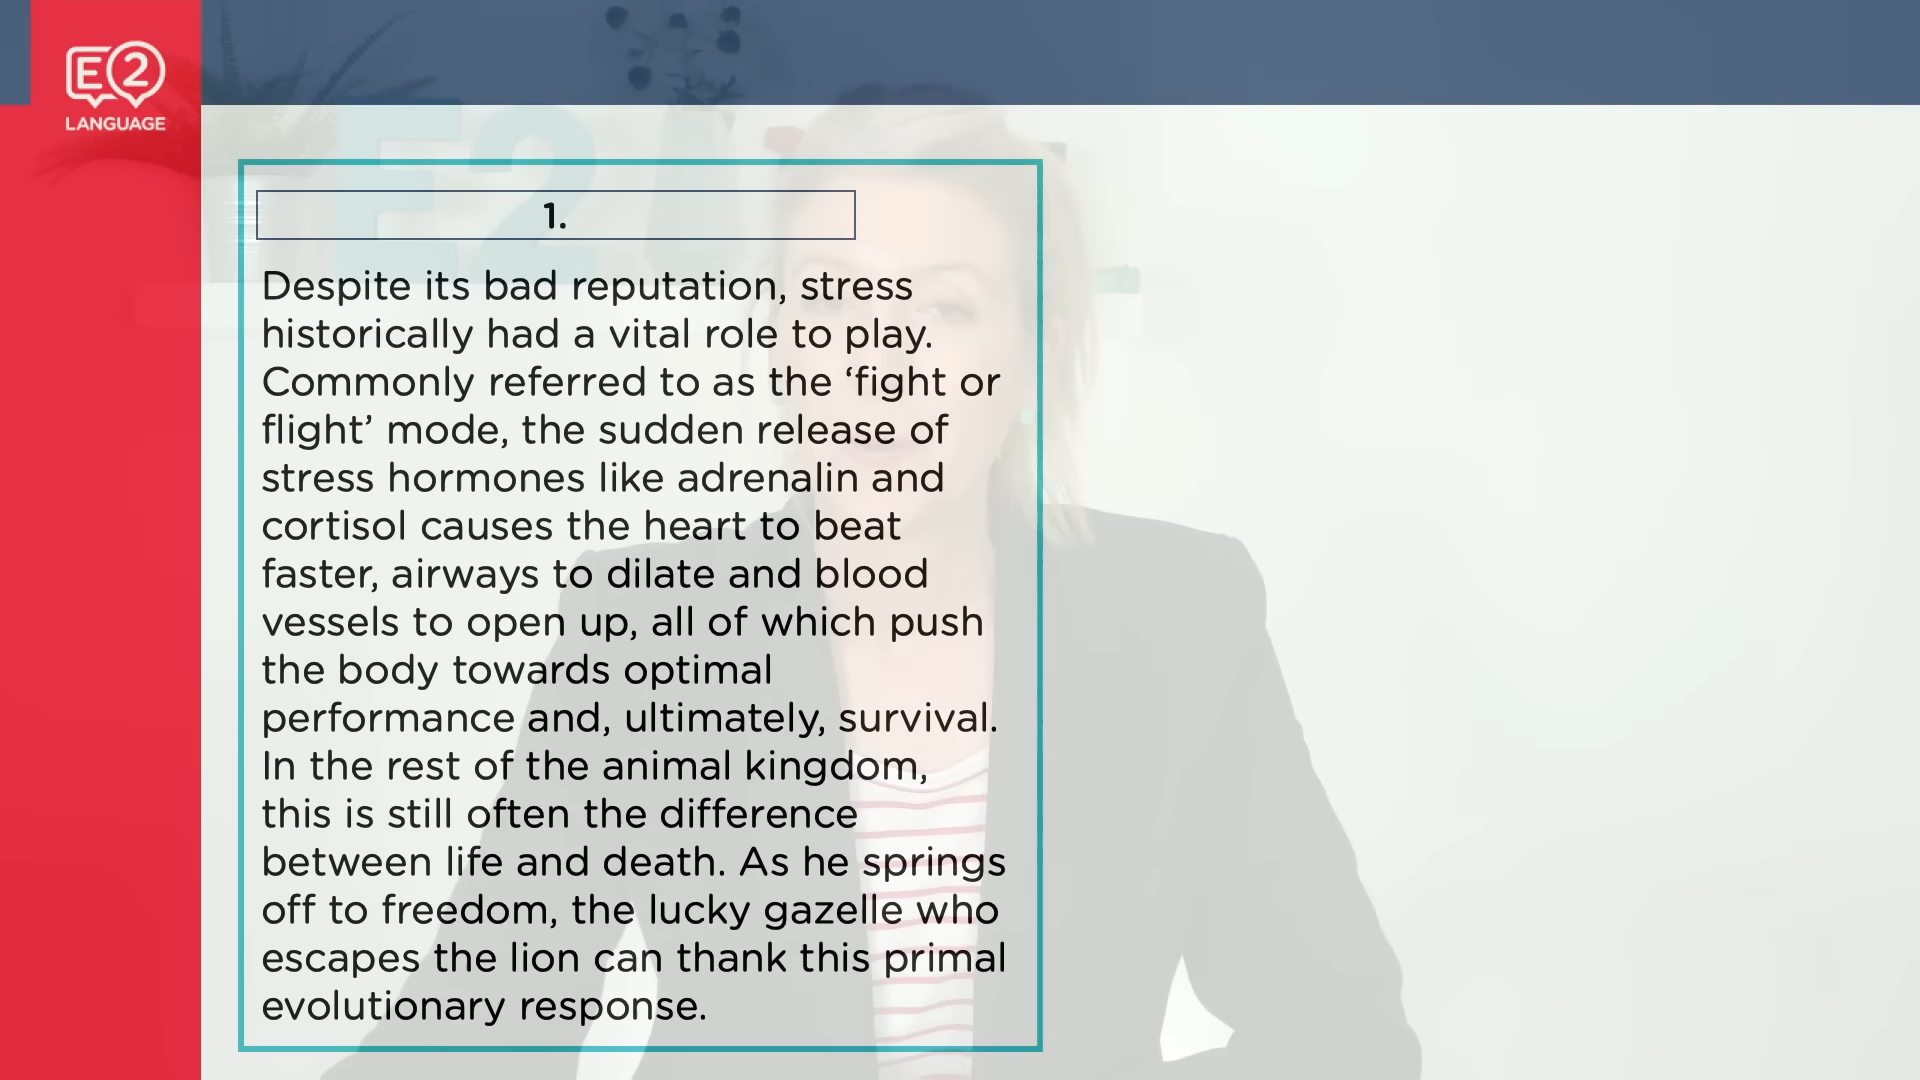 E2
LANGUAGE
E2
1.
Despite its bad reputation, stress
historically had a vital role to play.
Commonly referred to as the ‘fight or
flight’ mode, the sudden release of
stress hormones like adrenalin and
cortisol causes the heart to beat
faster, airways to dilate and blood
vessels to open up, all of which push
the body towards optimal
performance and, ultimately, survival.
In the rest of the animal kingdom,
this is still often the difference
between life and death. As he springs
off to freedom, the lucky gazelle who
escapes the lion can thank this primal
evolutionary response.